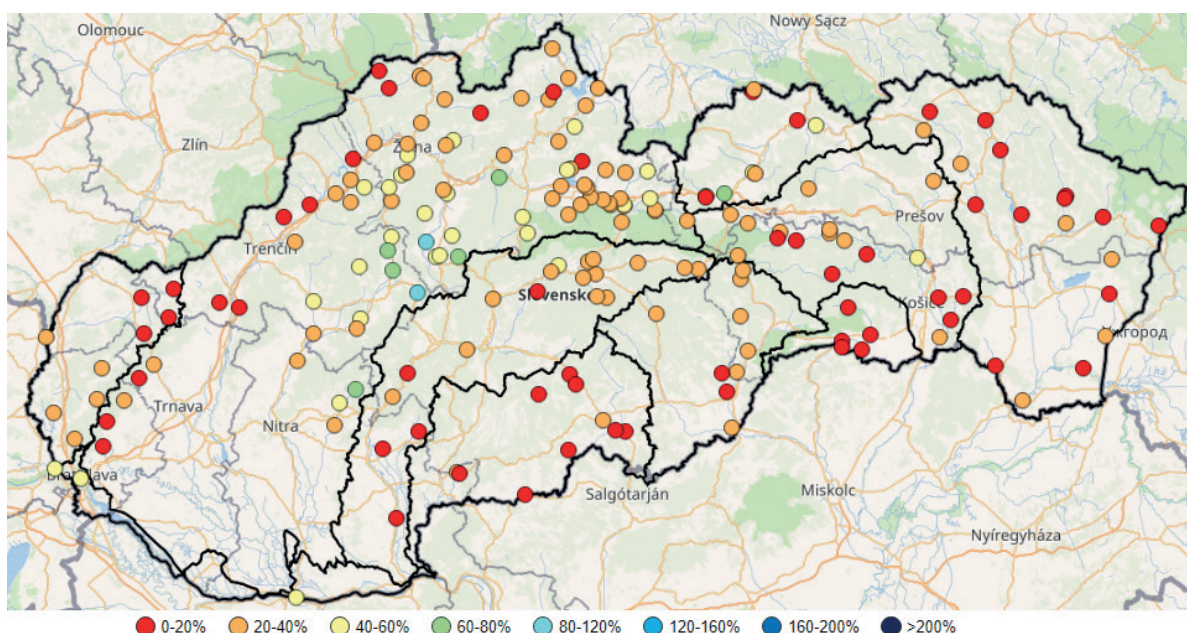 Olomouc
Nowy Sącz
Zlín
Prešov
Trenčín
Slovensko
Košice
Ужгород
Trnava
Nitra
Bratislava
Salgótarján
Miskolc
Nyíregyháza
0-20% 20-40% 40-60% 60-80% 80-120% 120-160% 160-200% >200%